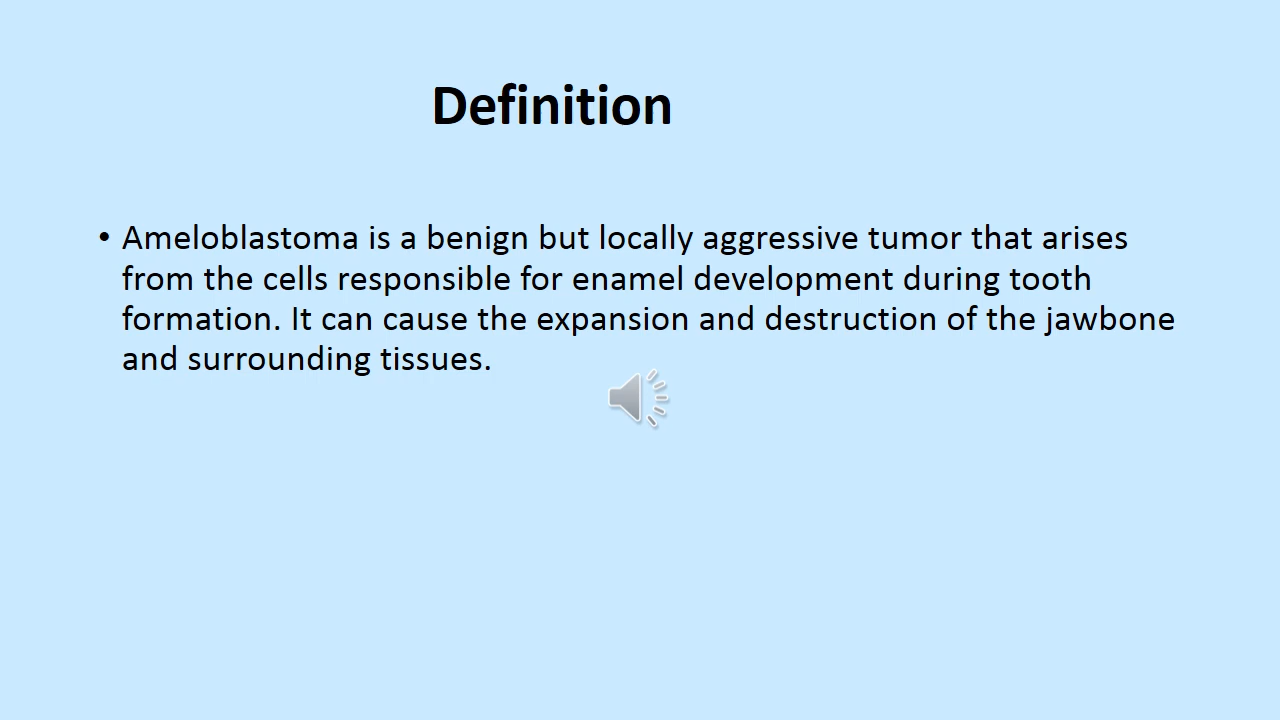 Definition
• Ameloblastoma is a benign but locally aggressive tumor that arises
from the cells responsible for enamel development during tooth
formation. It can cause the expansion and destruction of the jawbone
and surrounding tissues.